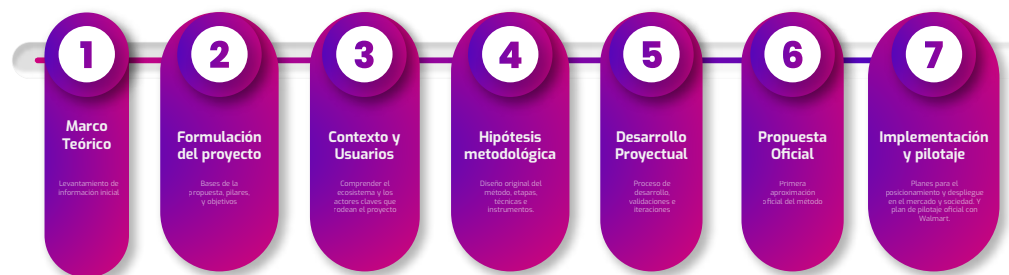 1
Marco
Teórico
Levantamiento de
información inicial
2
Formulación
del proyecto
Bases de la
propuesta, pilares,
y objetivos.
3
Contexto y
Usuarios
Comprender el
ecosistema y los
actores claves que
rodean el proyecto
4
Hipótesis
metodológica
Diseño original del
método, etapas,
técnicas e
instrumentos.
5
Desarrollo
Proyectual
Proceso de
desarrollo,
validaciones e
iteraciones
6
Propuesta
Oficial
Primera
aproximación
oficial del método
7
Implementación
y pilotaje
Planes para el
posicionamiento y despliegue
en el mercado y sociedad. Y
plan de pilotaje oficial con
Walmart.